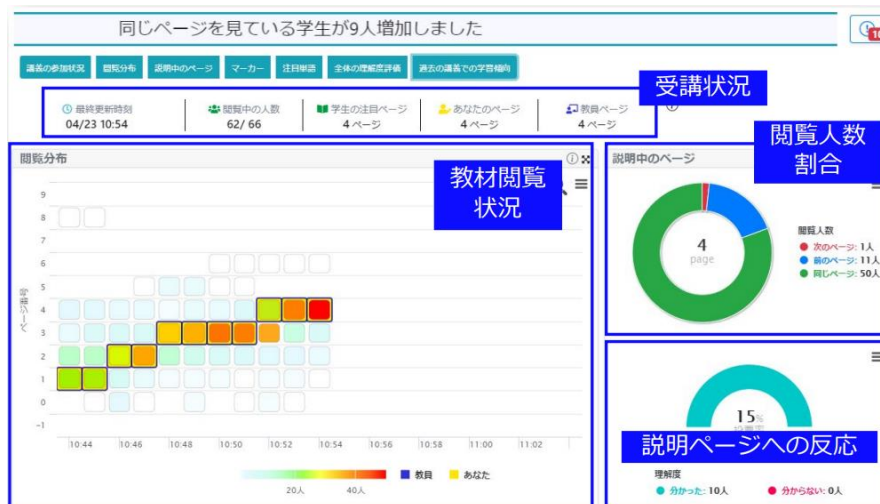 同じページを見ている学生が9人増加しました
講義の参加状況 閲覧分布 説明中のページ マーカー 注目単語 全体の理解度評価 過去の講義での学習傾向
受講状況
最終更新時刻 閲覧中の人数 学生の注目ページ あなたのページ 教員ページ
04/23 10:54 62/ 66 4 ページ 4 ページ 4 ページ
閲覧分布
教材閲覧
状況
説明中のページ
閲覧人数
割合
ページ番号
9
8
7
6
5
4
3
2
1
0
-1
10:44 10:46 10:48 10:50 10:52 10:54 10:56 10:58 11:00 11:02
20人 40人
教員 あなた
4
page
閲覧人数
次のページ: 1人
前のページ: 11人
同じページ: 50人
15%
説明ページへの反応
理解度
分かった: 10人 分からない: 0人